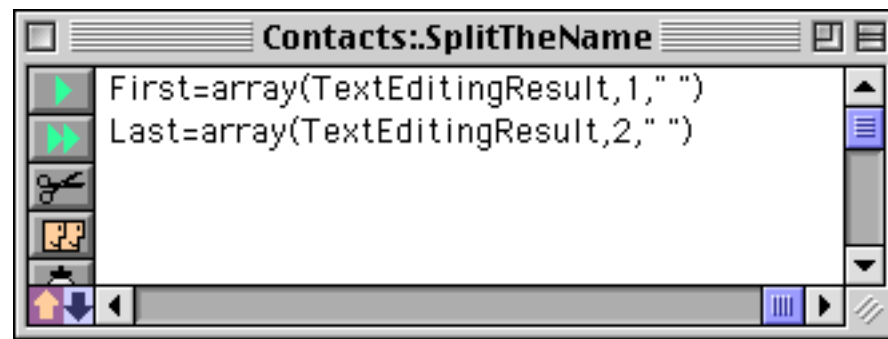 Contacts:.SplitTheName
First=array(TextEditingResult,1," ")
Last=array(TextEditingResult,2," ")